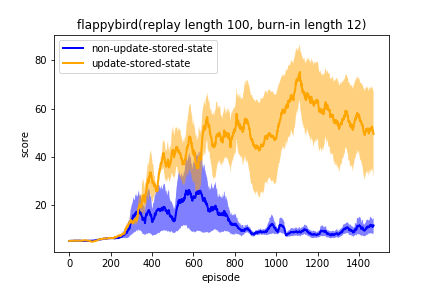 flappybird(replay length 100, burn-in length 12)
non-update-stored-state
update-stored-state
score
80
60
40
20
0 200 400 600 800 1000 1200 1400
episode